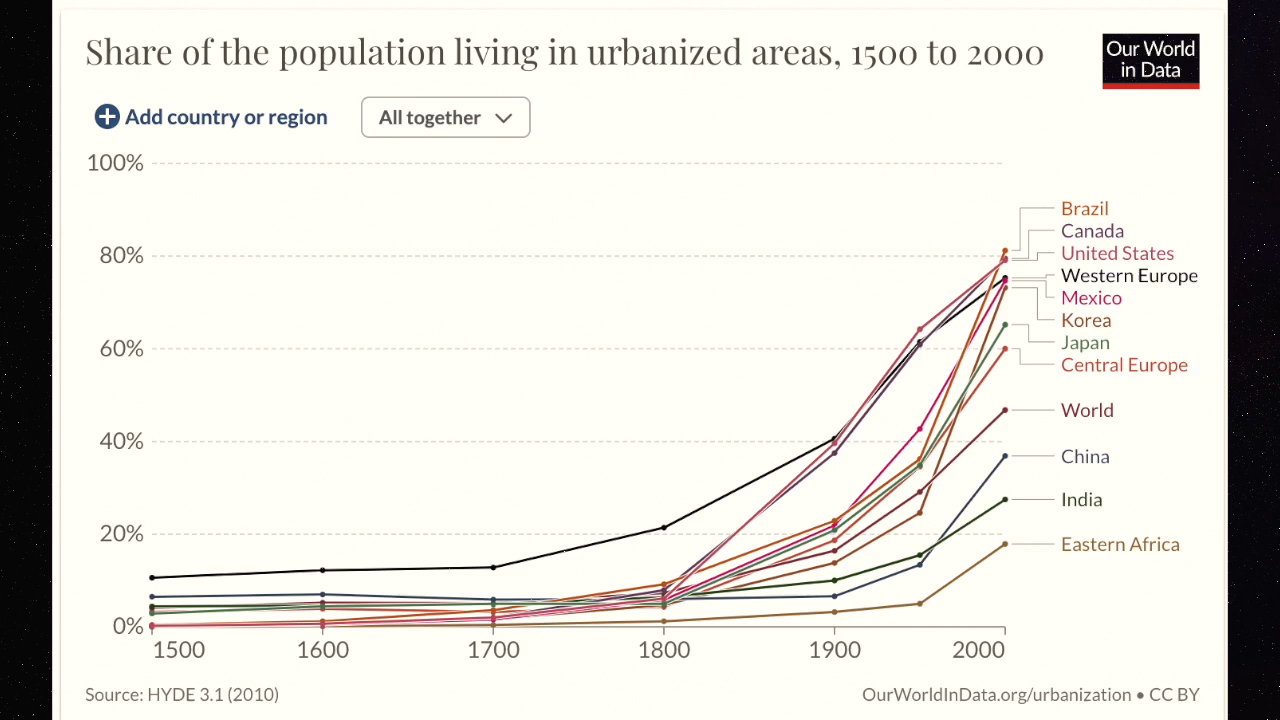 Share of the population living in urbanized areas, 1500 to 2000
Our World
in Data
Add country or region
All together
100%
80%
60%
40%
20%
0%
Brazil
Canada
United States
Western Europe
Mexico
Korea
Japan
Central Europe
World
China
India
Eastern Africa
1500 1600 1700 1800 1900 2000
Source: HYDE 3.1 (2010)
OurWorldInData.org/urbanization • CC BY